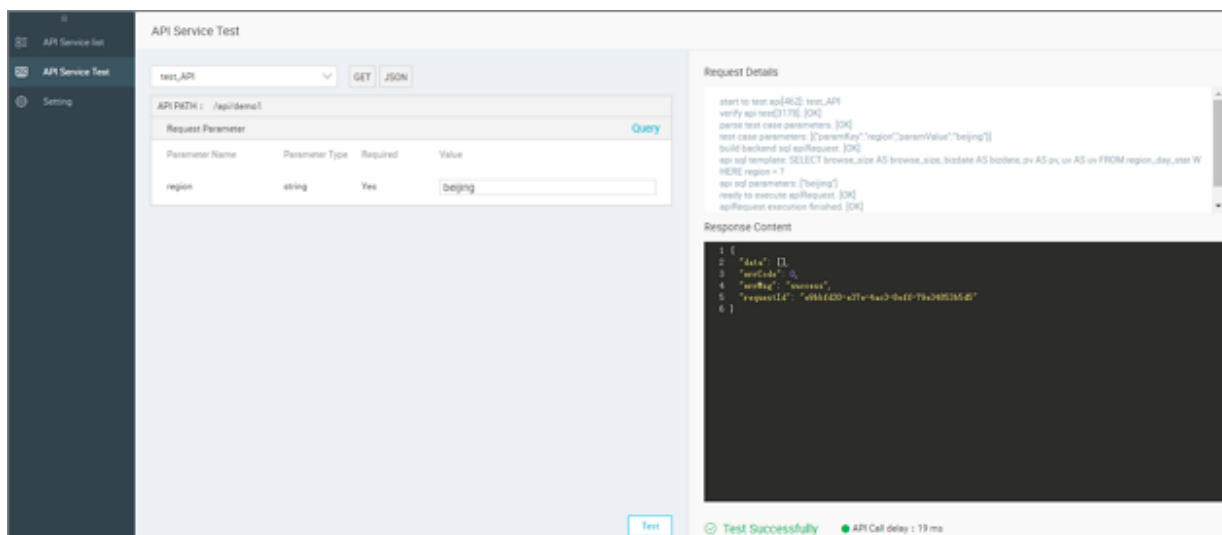 API Service list
API Service Test
Setting
API Service Test
test_API
GET JSON
API PATH : /api/demo1
Request Parameter Query
Parameter Name Parameter Type Required Value
region string Yes beijing
Test
Request Details
start to test api[462]: test_API
verify api test[3178]. [OK]
parse test case parameters. [OK]
test case parameters: [{"paramKey":"region","paramValue":"beijing"}]
build backend sql apiRequest. [OK]
api sql template: SELECT browse_size AS browse_size, bizdate AS bizdate, pv AS pv, uv AS uv FROM region_day_stat W
HERE region = ?
api sql parameters: ["beijing"]
ready to execute apiRequest. [OK]
apiRequest execution finished. [OK]
Response Content
1 {
2 "data": [],
3 "errCode": 0,
4 "errMsg": "success",
5 "requestId":
6 }
Test Successfully API Call delay : 19 ms